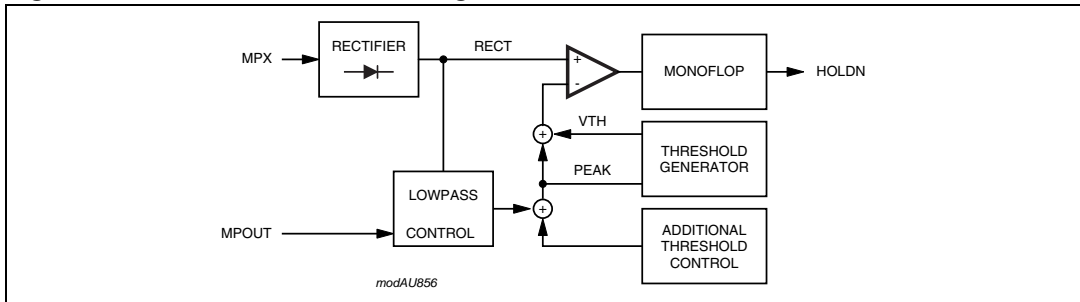 MPX
RECTIFIER
RECT
+
-
MONOFLOP
HOLDN
VTH
+
THRESHOLD
GENERATOR
PEAK
LOWPASS
CONTROL
+
MPOUT
ADDITIONAL
THRESHOLD
CONTROL
modAU856